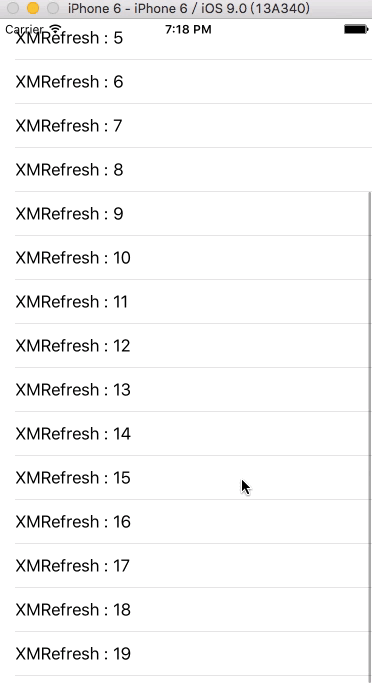 iPhone 6 - iPhone 6 / iOS 9.0 (13A340)
Carrier 7:18 PM
XMRefresh : 5
XMRefresh : 6
XMRefresh : 7
XMRefresh : 8
XMRefresh : 9
XMRefresh : 10
XMRefresh : 11
XMRefresh : 12
XMRefresh : 13
XMRefresh : 14
XMRefresh : 15
XMRefresh : 16
XMRefresh : 17
XMRefresh : 18
XMRefresh : 19